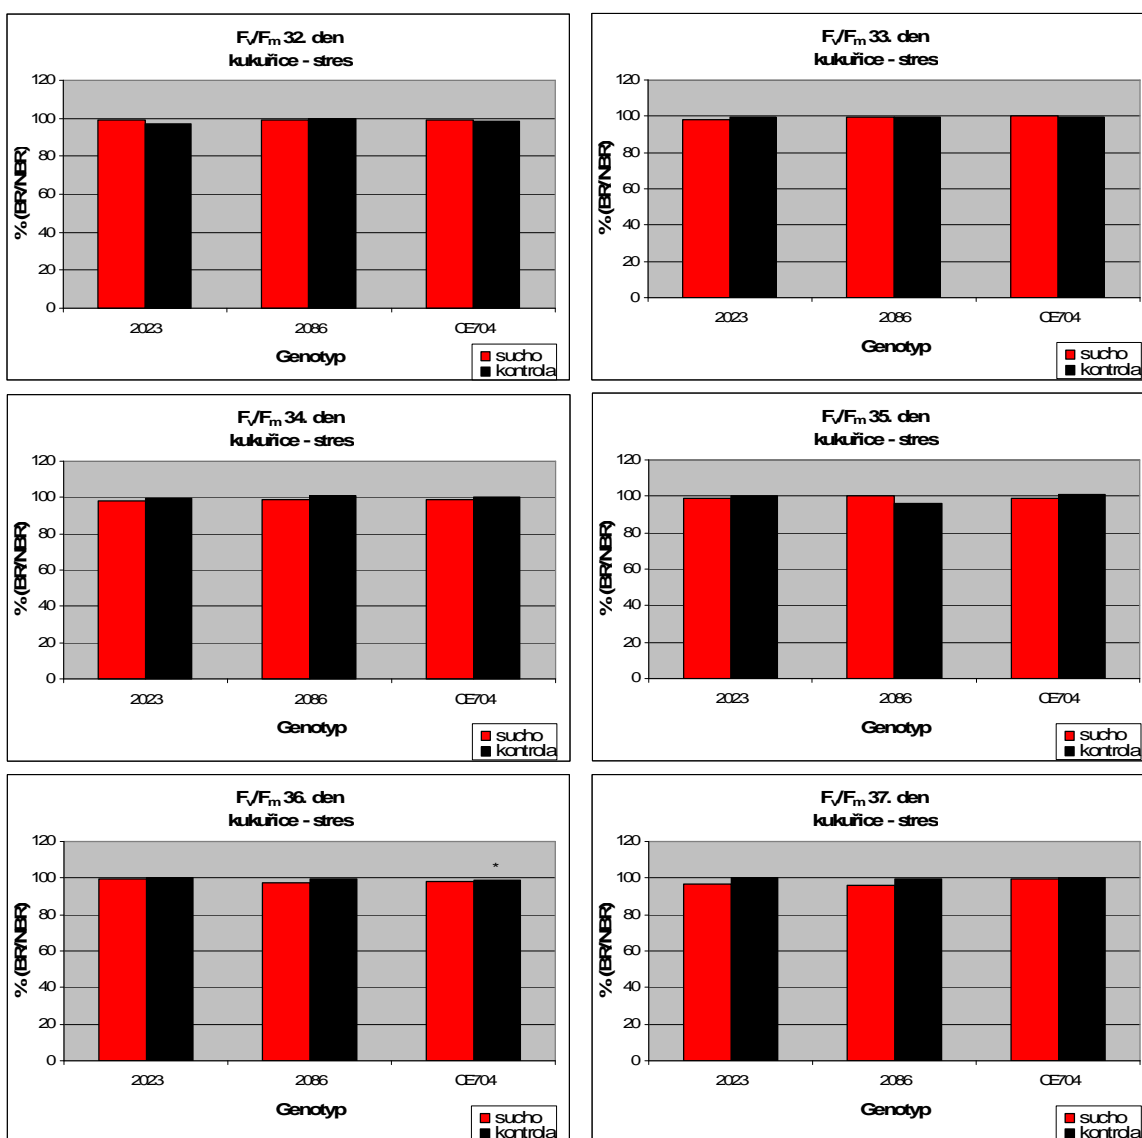 Fv/Fm 32. den
kukuřice - stres
% (BR/NBR)
120
100
80
60
40
20
0
2023 2086 CE704
Genotyp
sucho
kontrola
Fv/Fm 33. den
kukuřice - stres
% (BR/NBR)
120
100
80
60
40
20
0
2023 2086 CE704
Genotyp
sucho
kontrola
Fv/Fm 34. den
kukuřice - stres
% (BR/NBR)
120
100
80
60
40
20
0
2023 2086 CE704
Genotyp
sucho
kontrola
Fv/Fm 35. den
kukuřice - stres
% (BR/NBR)
120
100
80
60
40
20
0
2023 2086 CE704
Genotyp
sucho
kontrola
Fv/Fm 36. den
kukuřice - stres
% (BR/NBR)
120
100
80
60
40
20
0
*
2023 2086 CE704
Genotyp
sucho
kontrola
Fv/Fm 37. den
kukuřice - stres
% (BR/NBR)
120
100
80
60
40
20
0
2023 2086 CE704
Genotyp
sucho
kontrola